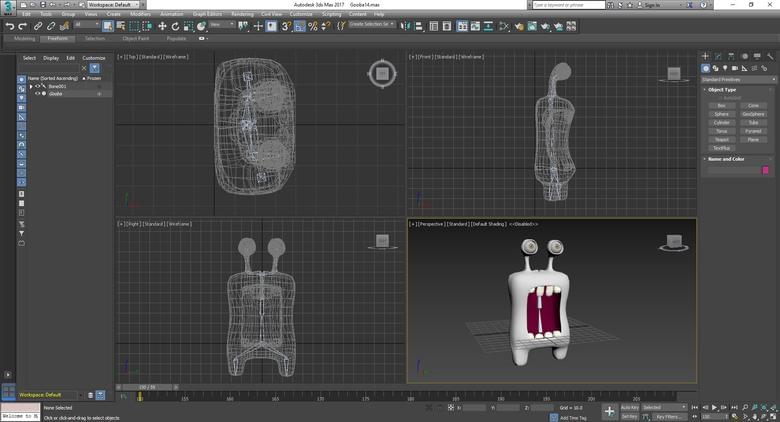 Workspace: Default
Autodesk 3ds Max 2017
Gooba14.max
Type a keyword or phrase
Sign In
Edit Tools Group Views Create Modifiers Animation Graph Editors Rendering Civil View Customize Scripting Content Help
All
View
Create Selection Se
Modeling Freeform Selection Object Paint Populate
Select Display Edit Customize
Name (Sorted Ascending) ▲ Frozen
Bone001
Gooba
[+] [Top] [Standard] [Wireframe]
[+] [Front] [Standard] [Wireframe]
[+] [Right] [Standard] [Wireframe]
[+] [Perspective] [Standard] [Default Shading] <<Disabled>>
Standard Primitives
Object Type
AutoGrid
Box Cone
Sphere GeoSphere
Cylinder Tube
Torus Pyramid
Teapot Plane
TextPlus
Name and Color
Workspace: Default
150 155 160 165 170 175 180 185 190 195 200 205
None Selected
Click or click-and-drag to select objects
Welcome to M
X: Y: Z: Grid = 10.0
Add Time Tag
Auto Key Selected
Set Key Key Filters...
150